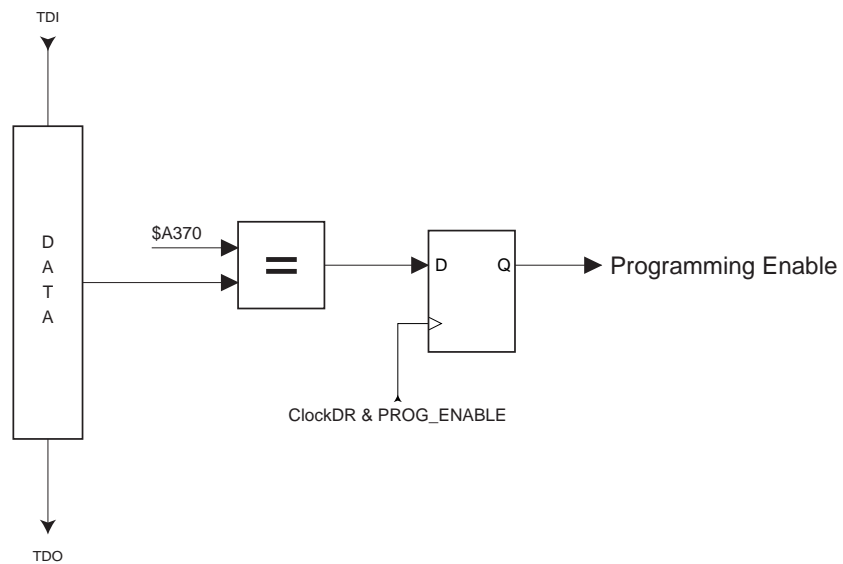 TDI
D
A
T
A
$A370
=
D
Q
Programming Enable
ClockDR & PROG_ENABLE
TDO